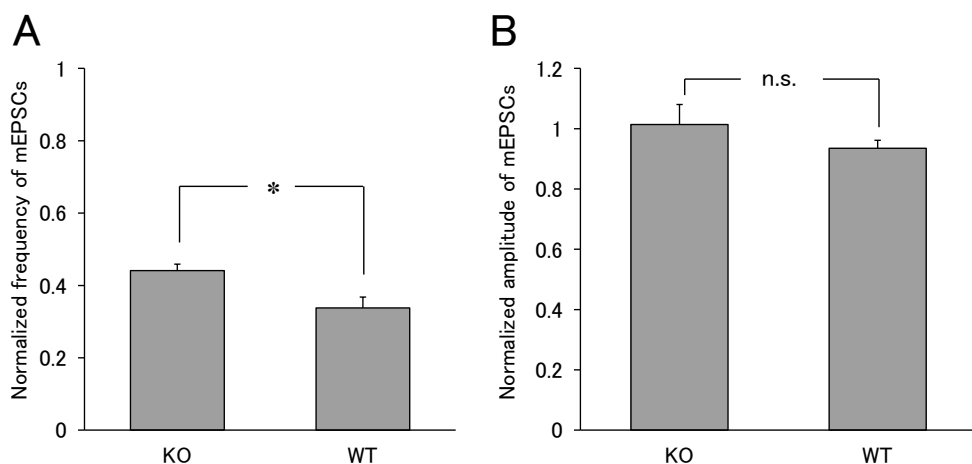 A
Normalized frequency of mEPSCs
1
0.8
0.6
0.4
0.2
0
*
KO
WT
B
Normalized amplitude of mEPSCs
1.2
1
0.8
0.6
0.4
0.2
0
n.s.
KO
WT